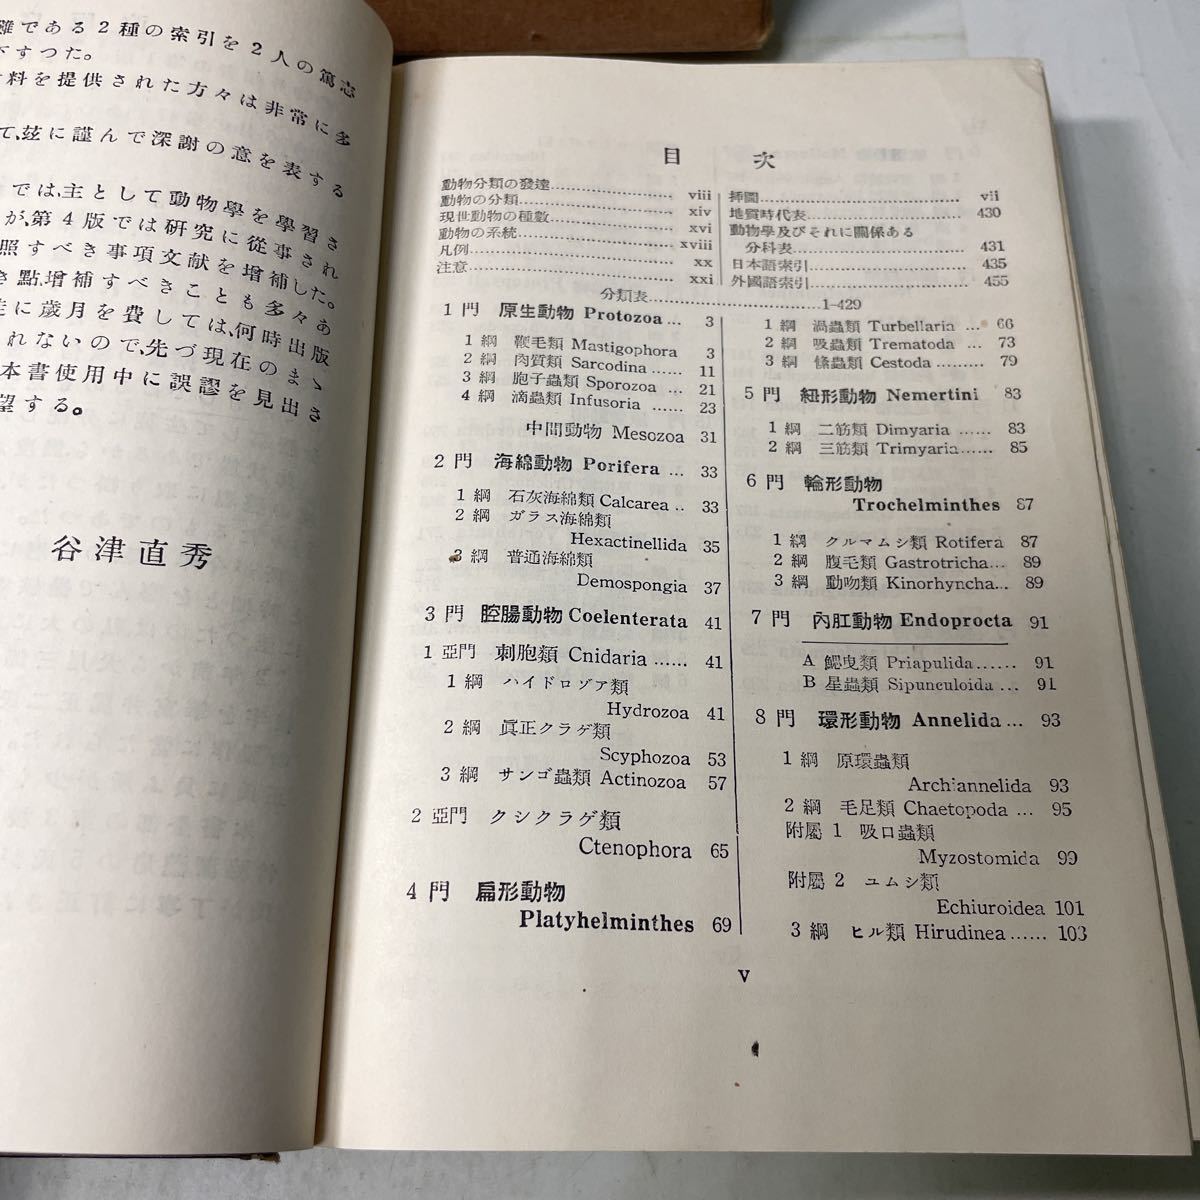 難である２種の索引を２人の篤志
下すつた。
料を提供された方々は非常に多
て、茲に謹んで深謝の意を表する
では、主として動物學を學習さ
が、第４版では研究に從事され
照すべき事項文献を増補した。
き點、増補すべきことも多々あ
に歳月を費しては、何時出版
れないので、先づ現在のまゝ
本書使用中に誤謬を見出さ
望する。
谷津直秀
目次
動物分類の發達 viii
動物の分類 xiv
現世動物の種數 xvi
動物の系統 xviii
凡例 xx
注意 xxi
挿圖 vii
地質時代表 430
動物學及びそれに關係ある
分科表 431
日本語索引 435
外國語索引 455
分類表 1-429
1 門 原生動物 Protozoa ... 3
1 綱 鞭毛類 Mastigophora 3
2 綱 肉質類 Sarcodina ...... 11
3 綱 胞子蟲類 Sporozoa ... 21
4 綱 滴蟲類 Infusoria ...... 23
中間動物 Mesozoa 31
2 門 海綿動物 Porifera ... 33
1 綱 石灰海綿類 Calcarea .. 33
2 綱 ガラス海綿類
Hexactinellida 35
3 綱 普通海綿類
Demospongia 37
3 門 腔腸動物 Coelenterata 41
1 亞門 刺胞類 Cnidaria ...... 41
1 綱 ハイドロゾア類
Hydrozoa 41
2 綱 眞正クラゲ類
Scyphozoa 53
3 綱 サンゴ蟲類 Actinozoa 57
2 亞門 クシクラゲ類
Ctenophora 65
4 門 扁形動物
Platyhelminthes 69
1 綱 渦蟲類 Turbellaria ... 66
2 綱 吸蟲類 Trematoda ... 73
3 綱 條蟲類 Cestoda ......... 79
5 門 紐形動物 Nemertini 83
1 綱 二筋類 Dimyaria ...... 83
2 綱 三筋類 Trimyaria...... 85
6 門 輪形動物
Trochelminthes 87
1 綱 クルマムシ類 Rotifera 87
2 綱 腹毛類 Gastrotricha... 89
3 綱 動吻類 Kinorhyncha... 89
7 門 內肛動物 Endoprocta 91
A 鰓曳類 Priapulida...... 91
B 星蟲類 Sipunculoida ... 91
8 門 環形動物 Annelida ... 93
1 綱 原環蟲類
Archiannelida 93
2 綱 毛足類 Chaetopoda ... 95
附屬 1 吸口蟲類
Myzostomida 99
附屬 2 ユムシ類
Echiuroidea 101
3 綱 ヒル類 Hirudinea...... 103
v